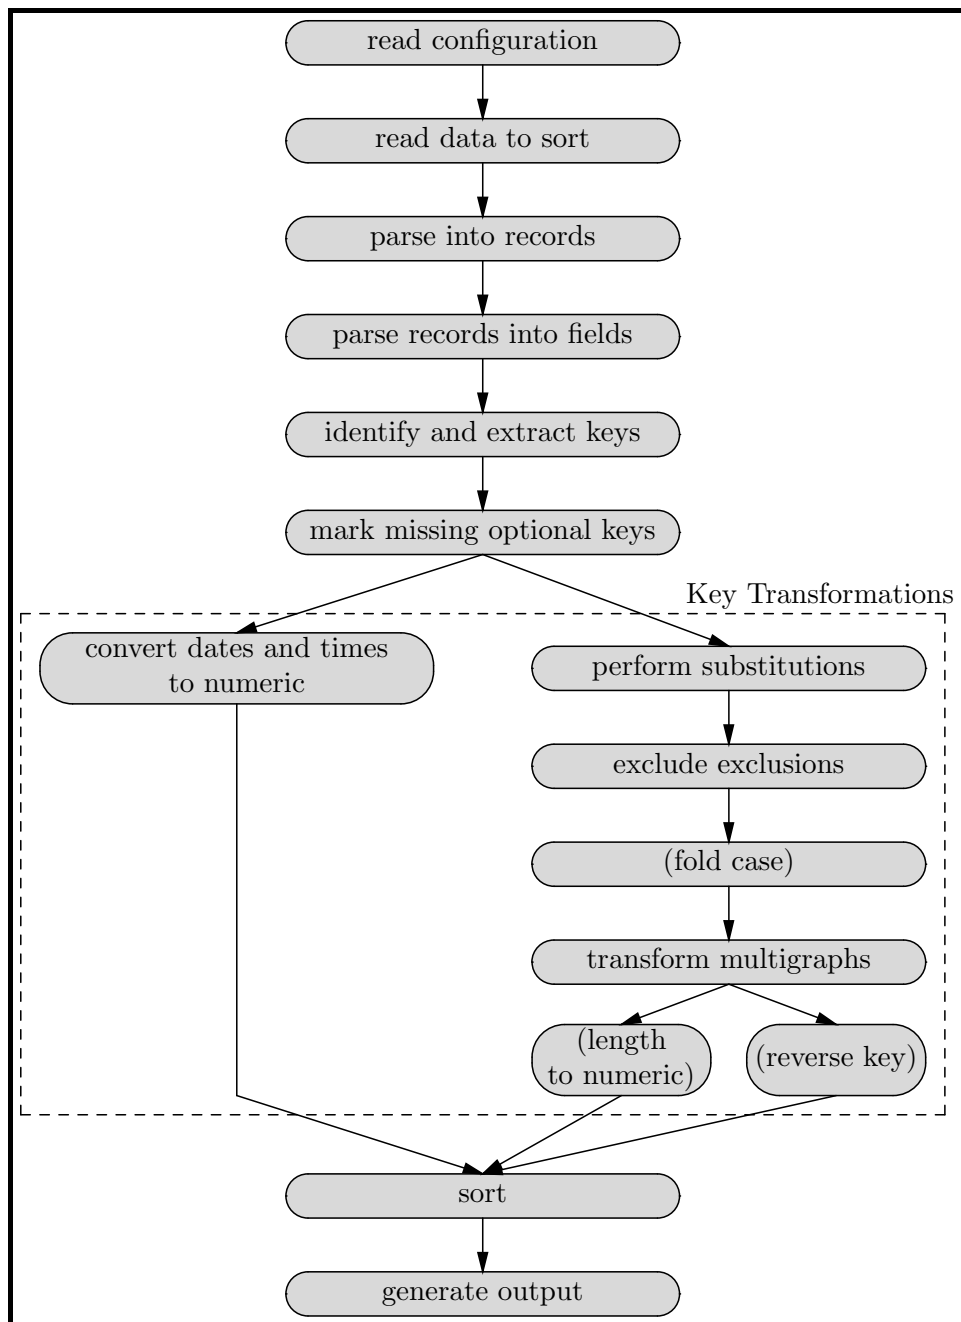 read configuration
read data to sort
parse into records
parse records into fields
identify and extract keys
mark missing optional keys
Key Transformations
convert dates and times
to numeric
perform substitutions
exclude exclusions
(fold case)
transform multigraphs
(length
to numeric)
(reverse key)
sort
generate output